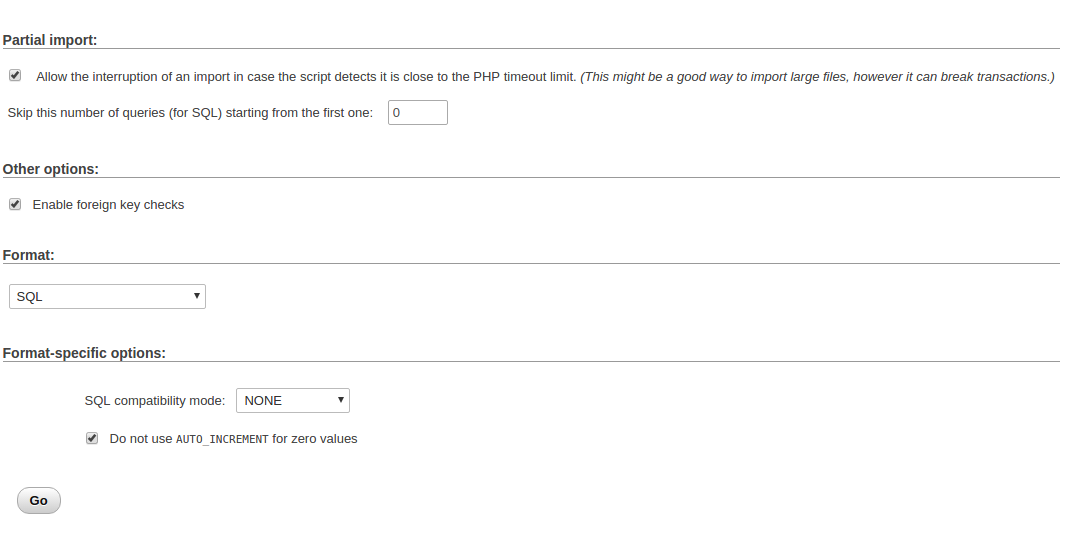 Partial import:
Allow the interruption of an import in case the script detects it is close to the PHP timeout limit. (This might be a good way to import large files, however it can break transactions.)
Skip this number of queries (for SQL) starting from the first one: 0
Other options:
Enable foreign key checks
Format:
SQL
Format-specific options:
SQL compatibility mode: NONE
Do not use AUTO_INCREMENT for zero values
Go